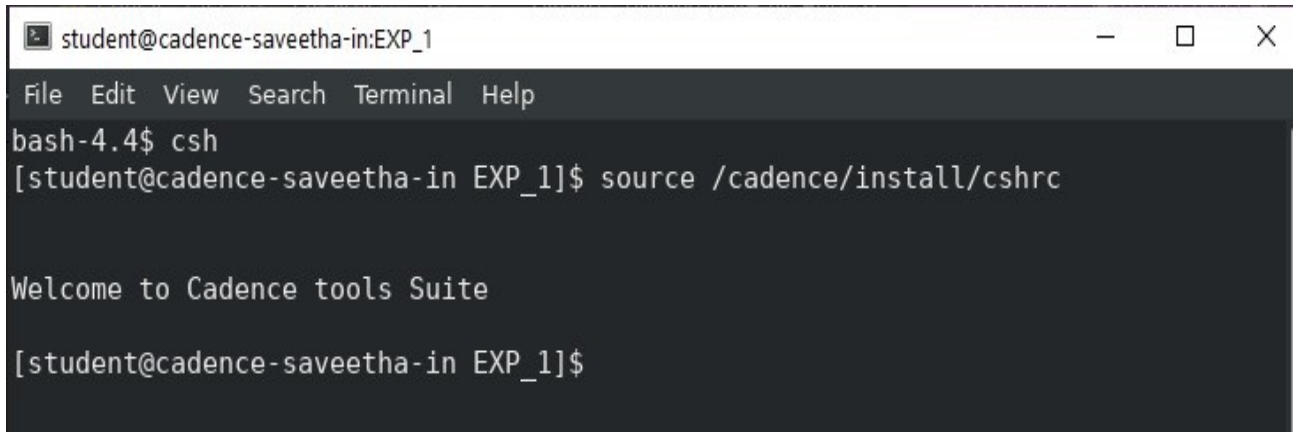 student@cadence-saveetha-in:EXP_1
File Edit View Search Terminal Help
bash-4.4$ csh
[student@cadence-saveetha-in EXP_1]$ source /cadence/install/cshrc
Welcome to Cadence tools Suite
[student@cadence-saveetha-in EXP_1]$